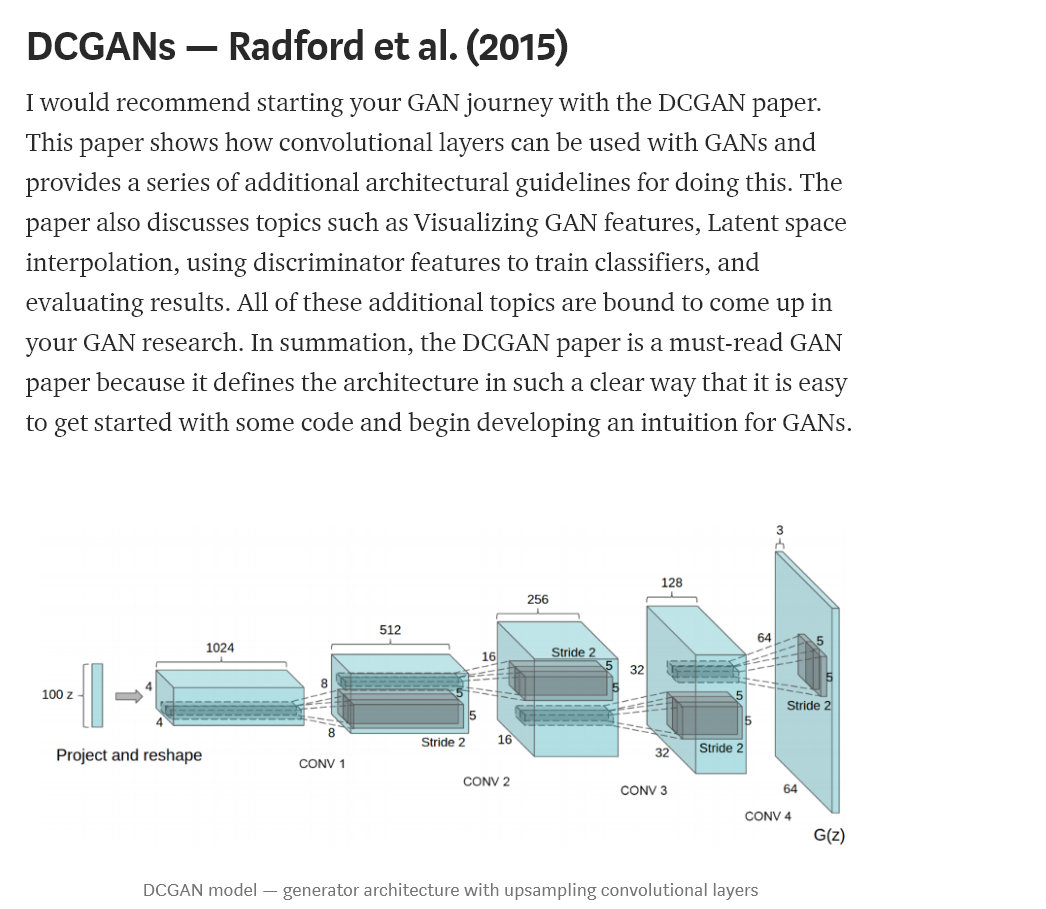 DCGANs — Radford et al. (2015)
I would recommend starting your GAN journey with the DCGAN paper.
This paper shows how convolutional layers can be used with GANs and
provides a series of additional architectural guidelines for doing this. The
paper also discusses topics such as Visualizing GAN features, Latent space
interpolation, using discriminator features to train classifiers, and
evaluating results. All of these additional topics are bound to come up in
your GAN research. In summation, the DCGAN paper is a must-read GAN
paper because it defines the architecture in such a clear way that it is easy
to get started with some code and begin developing an intuition for GANs.
100 z
Project and reshape
1024
4
4
512
8
8
5
5
Stride 2
CONV 1
256
16
16
Stride 2
5
5
CONV 2
128
32
32
5
5
Stride 2
CONV 3
3
64
64
5
5
Stride 2
CONV 4
G(z)
DCGAN model — generator architecture with upsampling convolutional layers